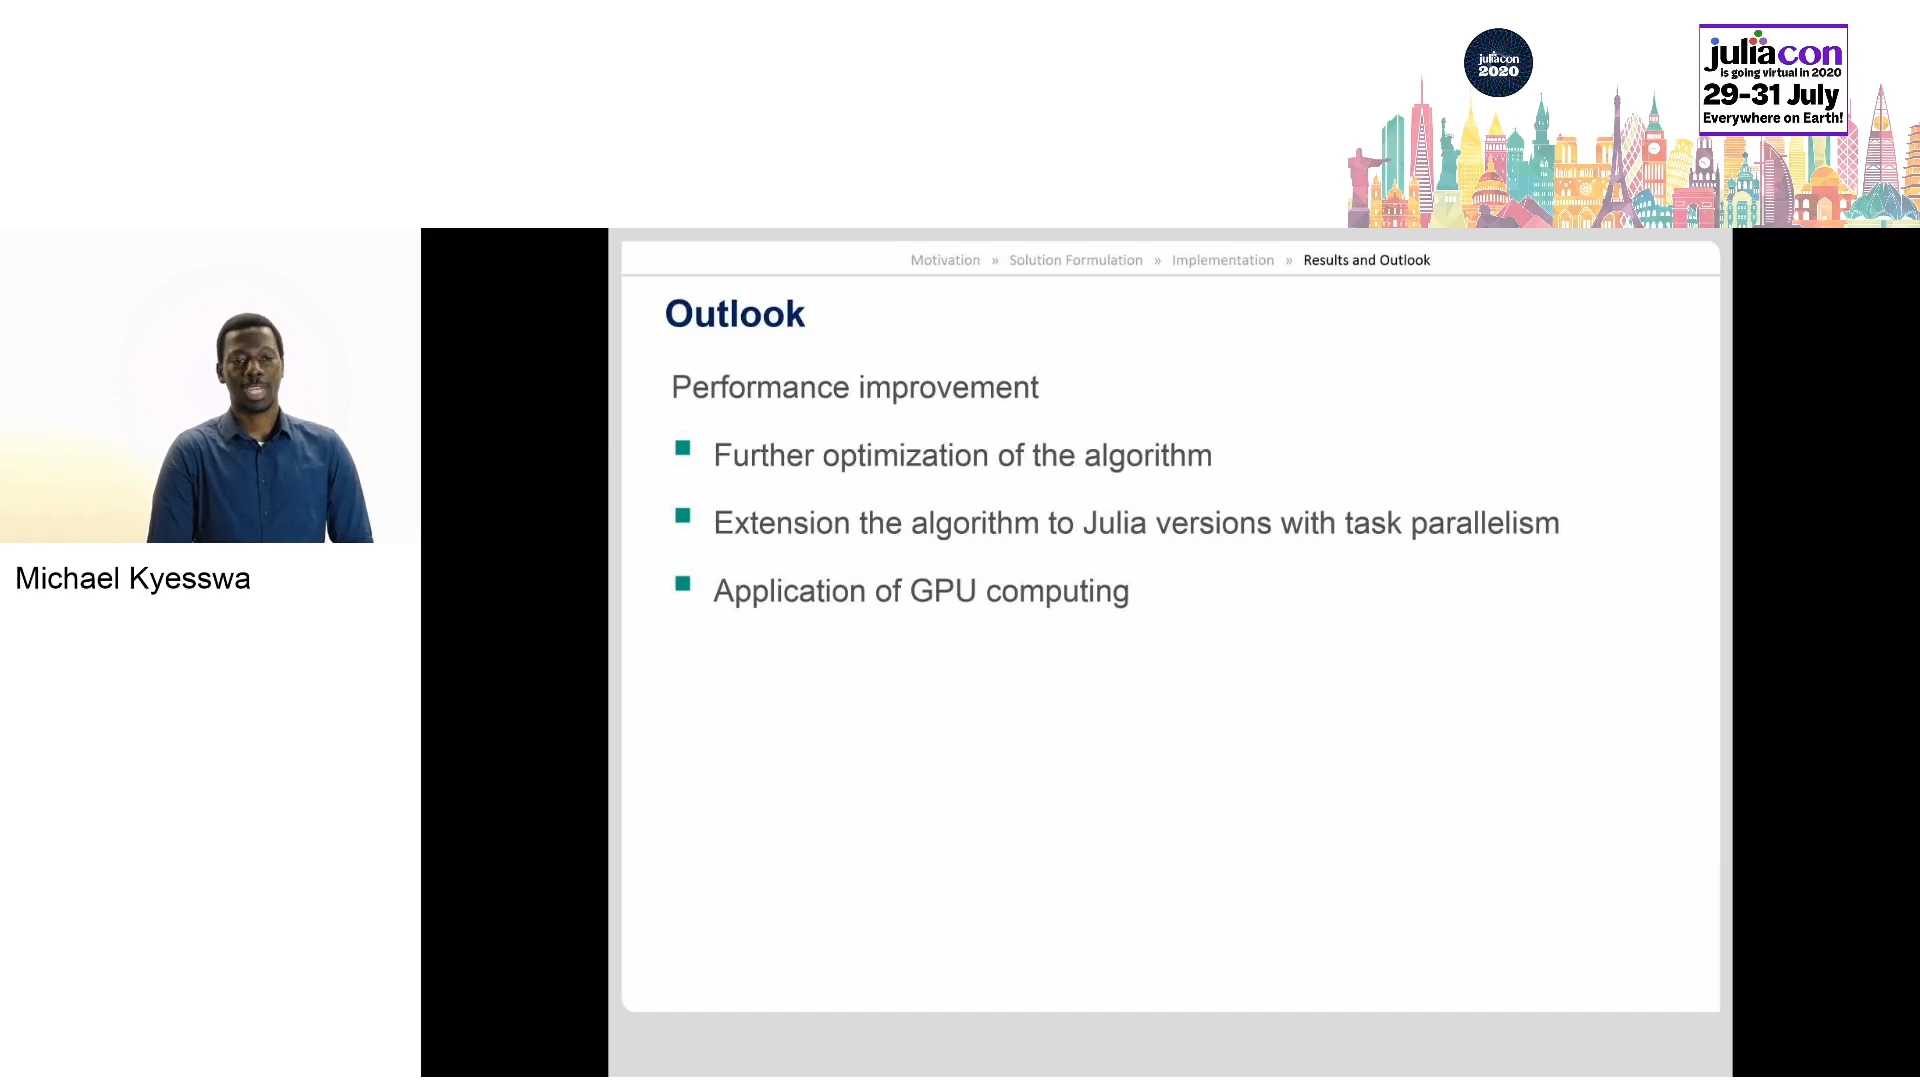 juliacon
2020
juliacon
is going virtual in 2020
29-31 July
Everywhere on Earth!
Motivation » Solution Formulation » Implementation » Results and Outlook
Outlook
Performance improvement
Further optimization of the algorithm
Extension the algorithm to Julia versions with task parallelism
Application of GPU computing
Michael Kyesswa